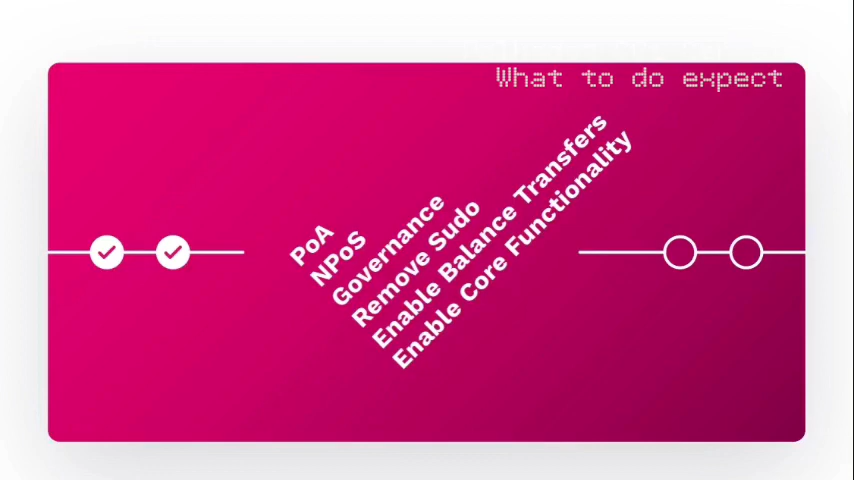 What to do expect
PoA
NPoS
Governance
Remove Sudo
Enable Balance Transfers
Enable Core Functionality